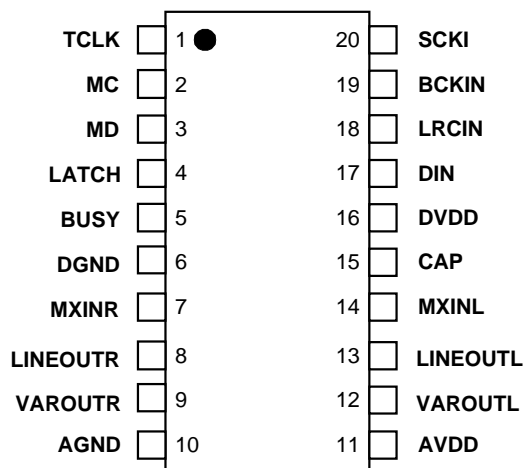 TCLK 1 20 SCKI
MC 2 19 BCKIN
MD 3 18 LRCIN
LATCH 4 17 DIN
BUSY 5 16 DVDD
DGND 6 15 CAP
MXINR 7 14 MXINL
LINEOUTR 8 13 LINEOUTL
VAROUTR 9 12 VAROUTL
AGND 10 11 AVDD